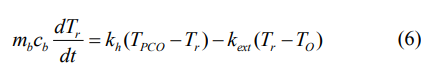 m_b c_b dT_r/dt = k_h(T_PCO − T_r) − k_ext(T_r − T_O) (6)